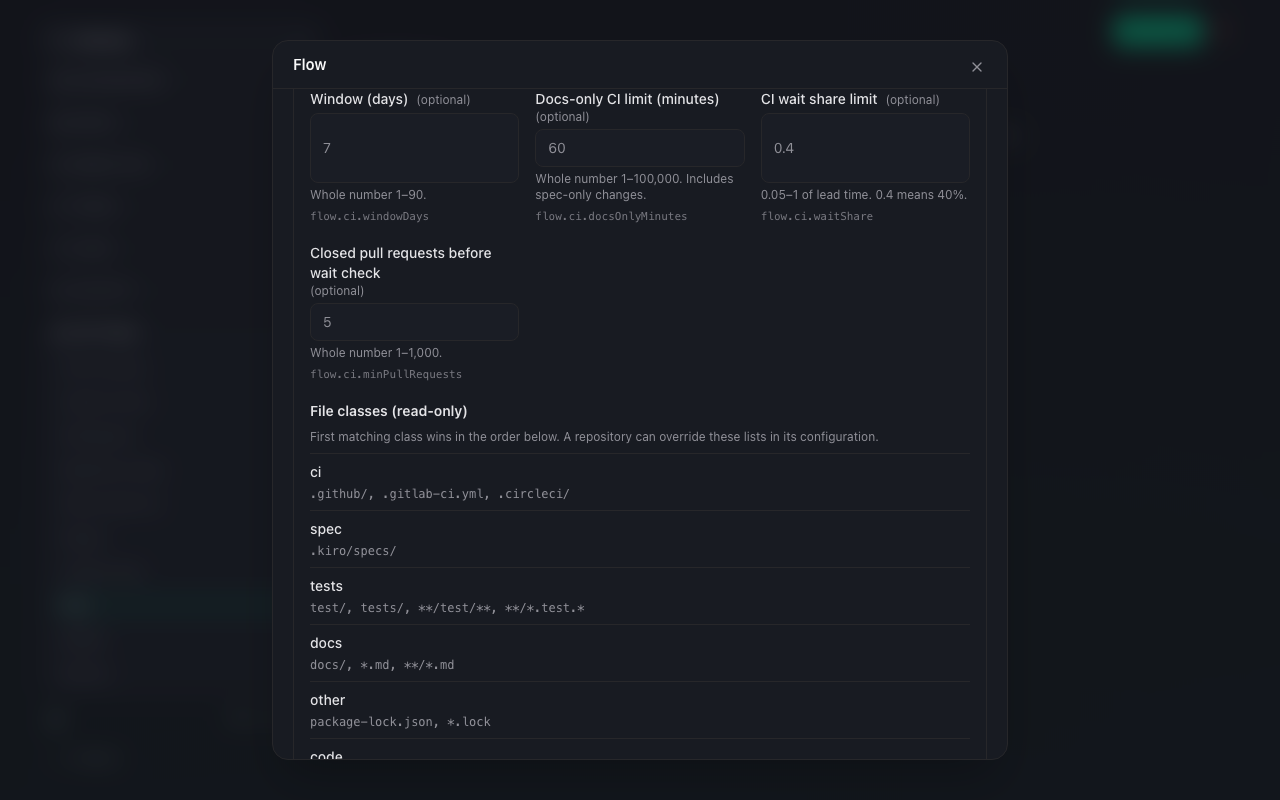 Flow
Window (days) (optional)
7
Whole number 1–90.
flow.ci.windowDays
Docs-only CI limit (minutes)
(optional)
60
Whole number 1–100,000. Includes
spec-only changes.
flow.ci.docsOnlyMinutes
CI wait share limit (optional)
0.4
0.05–1 of lead time. 0.4 means 40%.
flow.ci.waitShare
Closed pull requests before
wait check
(optional)
5
Whole number 1–1,000.
flow.ci.minPullRequests
File classes (read-only)
First matching class wins in the order below. A repository can override these lists in its configuration.
ci
.github/, .gitlab-ci.yml, .circleci/
spec
.kiro/specs/
tests
test/, tests/, **/test/**, **/*.test.*
docs
docs/, *.md, **/*.md
other
package-lock.json, *.lock
code